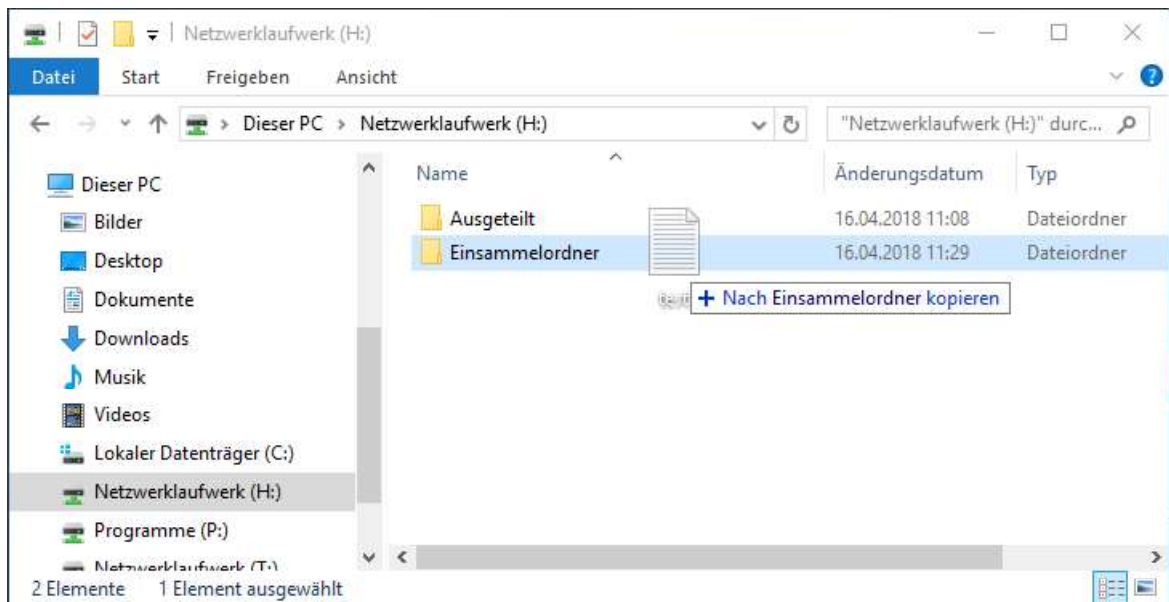 Netzwerklaufwerk (H:)
Datei Start Freigeben Ansicht
Dieser PC Netzwerklaufwerk (H:) "Netzwerklaufwerk (H:)" durc...
Name Änderungsdatum Typ
Dieser PC
Bilder
Desktop
Dokumente
Downloads
Musik
Videos
Lokaler Datenträger (C:)
Netzwerklaufwerk (H:)
Programme (P:)
Netzwerklaufwerk (T:)
Ausgeteilt 16.04.2018 11:08 Dateiordner
Einsammelordner 16.04.2018 11:29 Dateiordner
+ Nach Einsammelordner kopieren
2 Elemente 1 Element ausgewählt